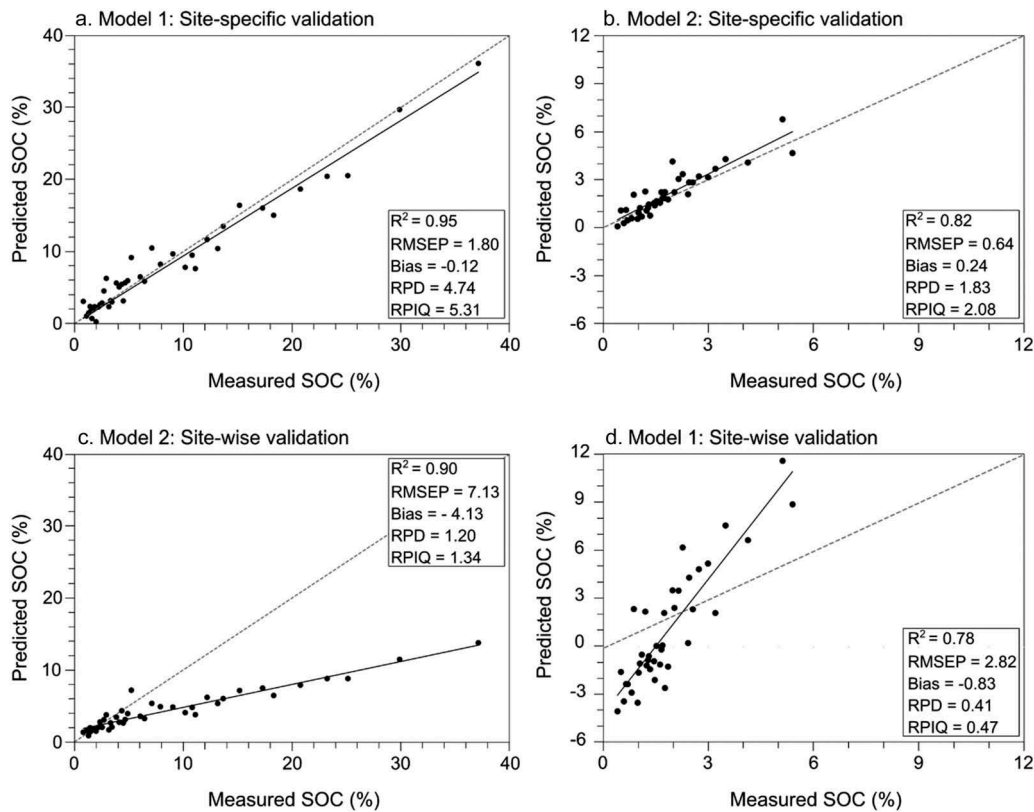 a. Model 1: Site-specific validation
40
30
20
10
0
Predicted SOC (%)
R² = 0.95
RMSEP = 1.80
Bias = -0.12
RPD = 4.74
RPIQ = 5.31
0 10 20 30 40
Measured SOC (%)
b. Model 2: Site-specific validation
12
9
6
3
0
-3
-6
Predicted SOC (%)
R² = 0.82
RMSEP = 0.64
Bias = 0.24
RPD = 1.83
RPIQ = 2.08
0 3 6 9 12
Measured SOC (%)
c. Model 2: Site-wise validation
40
30
20
10
0
Predicted SOC (%)
R² = 0.90
RMSEP = 7.13
Bias = - 4.13
RPD = 1.20
RPIQ = 1.34
0 10 20 30 40
Measured SOC (%)
d. Model 1: Site-wise validation
12
9
6
3
0
-3
-6
Predicted SOC (%)
R² = 0.78
RMSEP = 2.82
Bias = -0.83
RPD = 0.41
RPIQ = 0.47
0 3 6 9 12
Measured SOC (%)